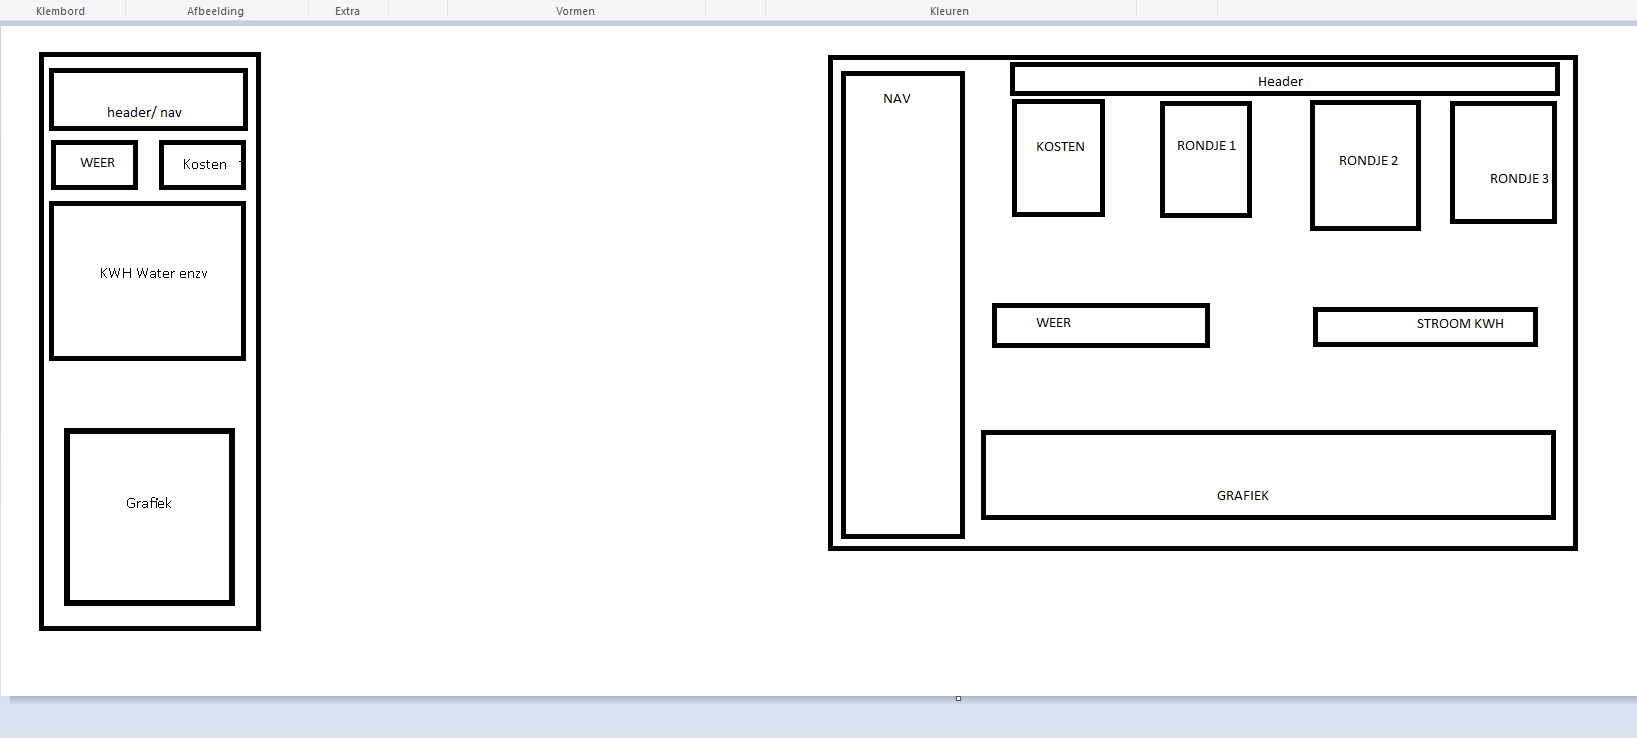 Klembord
Afbeelding
Extra
Vormen
Kleuren
header/ nav
WEER
Kosten
KWH Water enzv
Grafiek
NAV
Header
KOSTEN
RONDJE 1
RONDJE 2
RONDJE 3
WEER
STROOM KWH
GRAFIEK